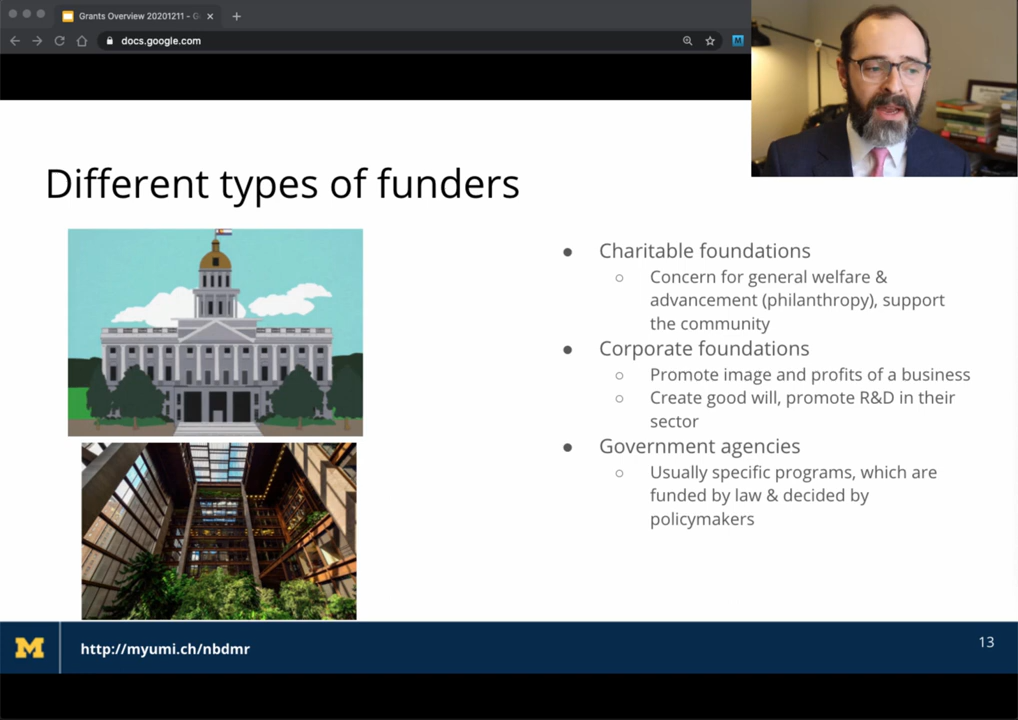 Grants Overview 20201211 - G
docs.google.com
M
Different types of funders
● Charitable foundations
○ Concern for general welfare &
advancement (philanthropy), support
the community
● Corporate foundations
○ Promote image and profits of a business
○ Create good will, promote R&D in their
sector
● Government agencies
○ Usually specific programs, which are
funded by law & decided by
policymakers
M
http://myumi.ch/nbdmr
13